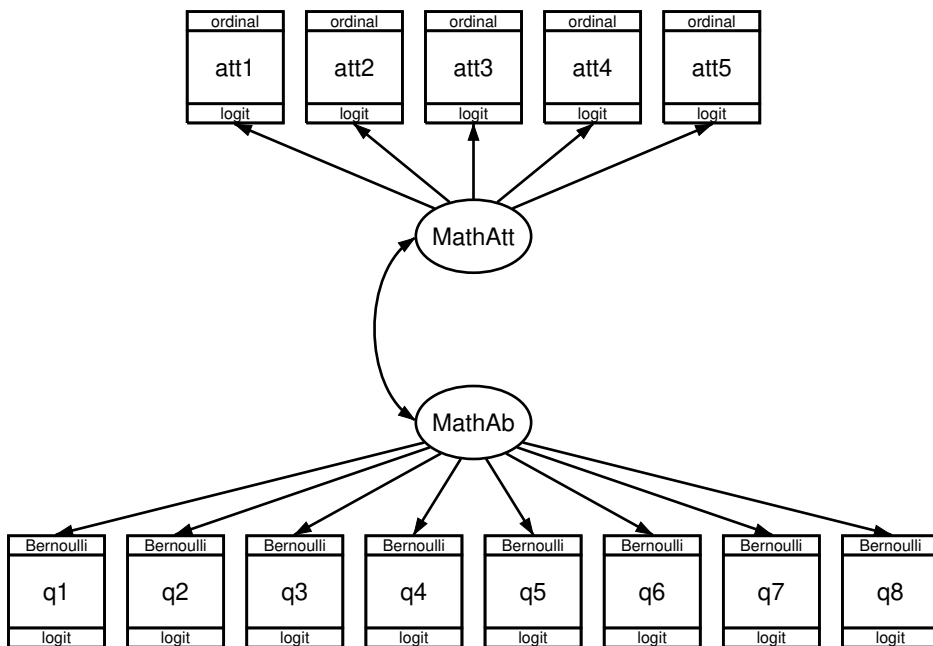 ordinal ordinal ordinal ordinal ordinal
att1 att2 att3 att4 att5
logit logit logit logit logit
MathAtt
MathAb
Bernoulli Bernoulli Bernoulli Bernoulli Bernoulli Bernoulli Bernoulli Bernoulli
q1 q2 q3 q4 q5 q6 q7 q8
logit logit logit logit logit logit logit logit